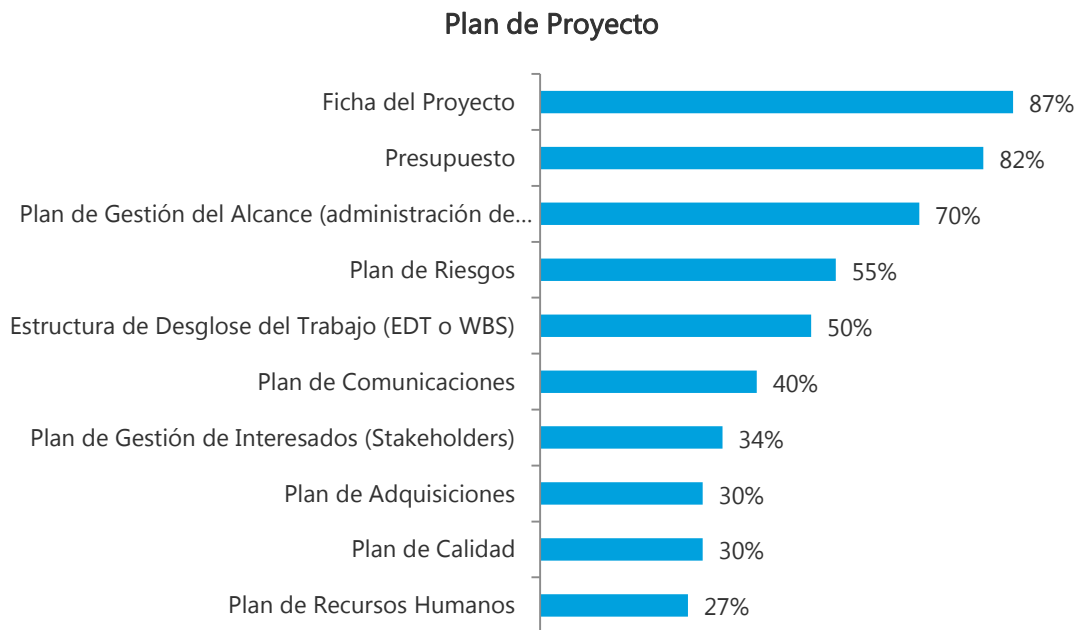 Plan de Proyecto
Ficha del Proyecto 87%
Presupuesto 82%
Plan de Gestión del Alcance (administración de... 70%
Plan de Riesgos 55%
Estructura de Desglose del Trabajo (EDT o WBS) 50%
Plan de Comunicaciones 40%
Plan de Gestión de Interesados (Stakeholders) 34%
Plan de Adquisiciones 30%
Plan de Calidad 30%
Plan de Recursos Humanos 27%